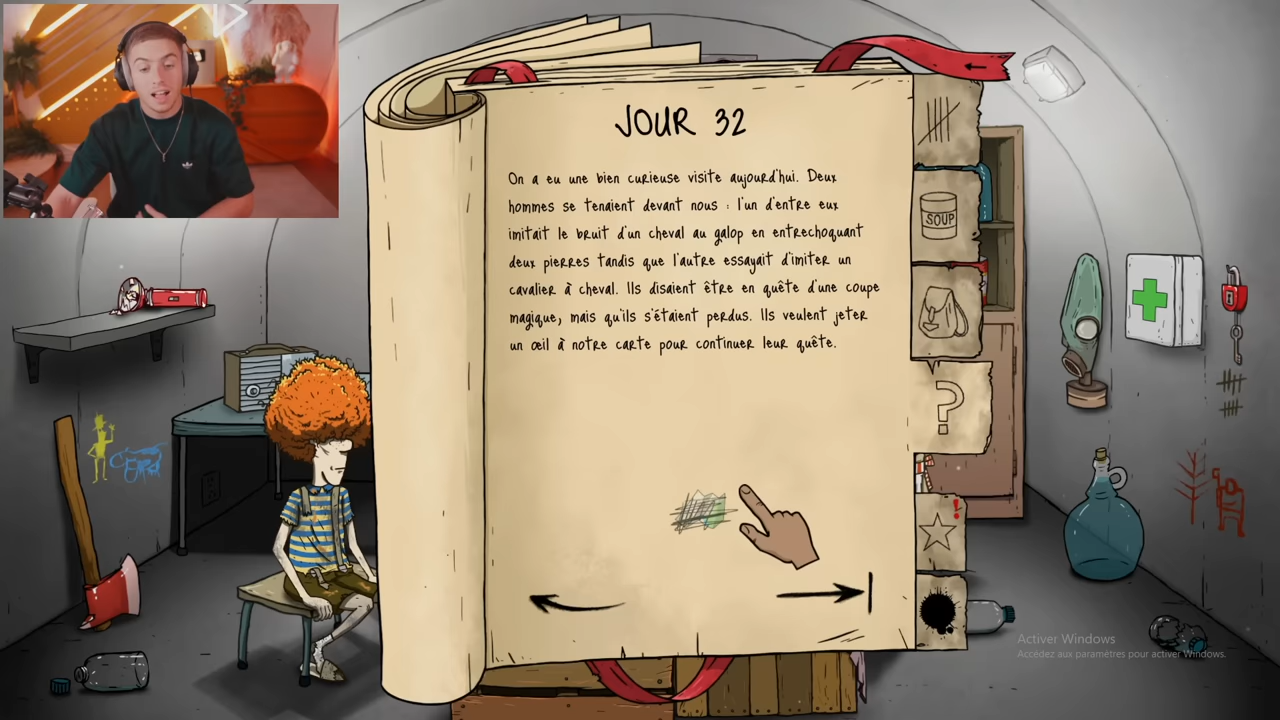 JOUR 32
On a eu une bien curieuse visite aujourd'hui. Deux
hommes se tenaient devant nous : l'un d'entre eux
imitait le bruit d'un cheval au galop en entrechoquant
deux pierres tandis que l'autre essayait d'imiter un
cavalier à cheval. Ils disaient être en quête d'une coupe
magique, mais qu'ils s'étaient perdus. Ils veulent jeter
un œil à notre carte pour continuer leur quête.
SOUP
?
!
Activer Windows
Accédez aux paramètres pour activer Windows.